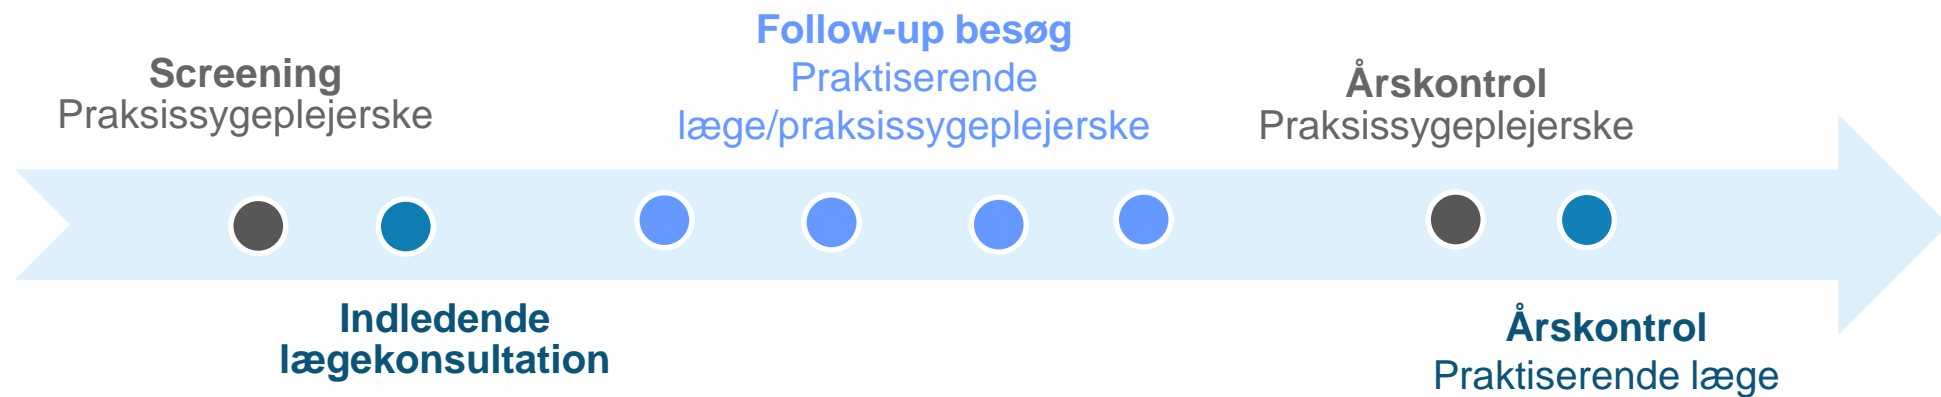 Screening
Praksissygeplejerske
Indledende
lægekonsultation
Follow-up besøg
Praktiserende
læge/praksissygeplejerske
Årskontrol
Praksissygeplejerske
Årskontrol
Praktiserende læge